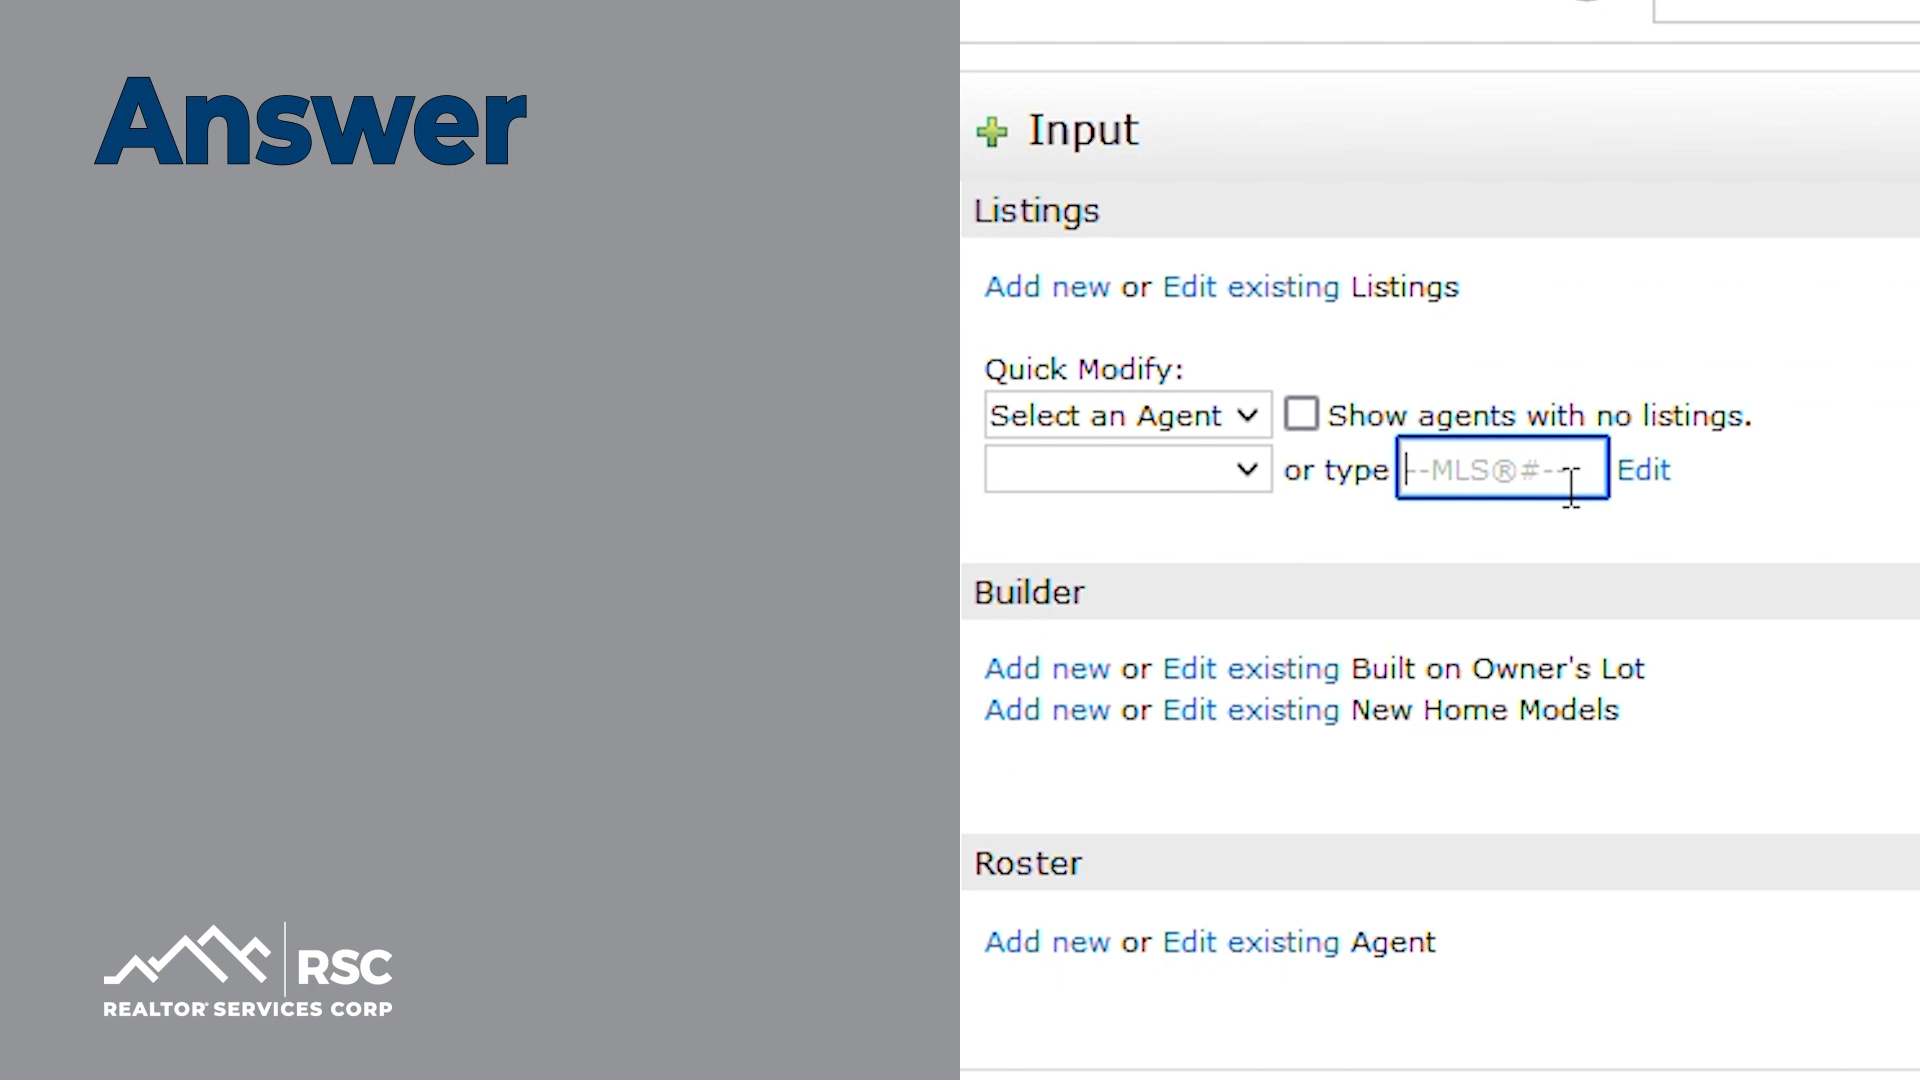 Answer
RSC
REALTOR® SERVICES CORP
Input
Listings
Add new or Edit existing Listings
Quick Modify:
Select an Agent Show agents with no listings.
or type --MLS®#-- Edit
Builder
Add new or Edit existing Built on Owner's Lot
Add new or Edit existing New Home Models
Roster
Add new or Edit existing Agent